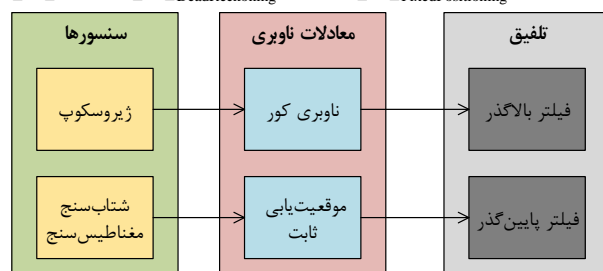 سنسورها
معادلات ناوبری
تلفیق
ژیروسکوپ
ناوبری کور
فیلتر بالاگذر
شتاب‌سنج
مغناطیس‌سنج
موقعیت‌یابی
ثابت
فیلتر پایین‌گذر